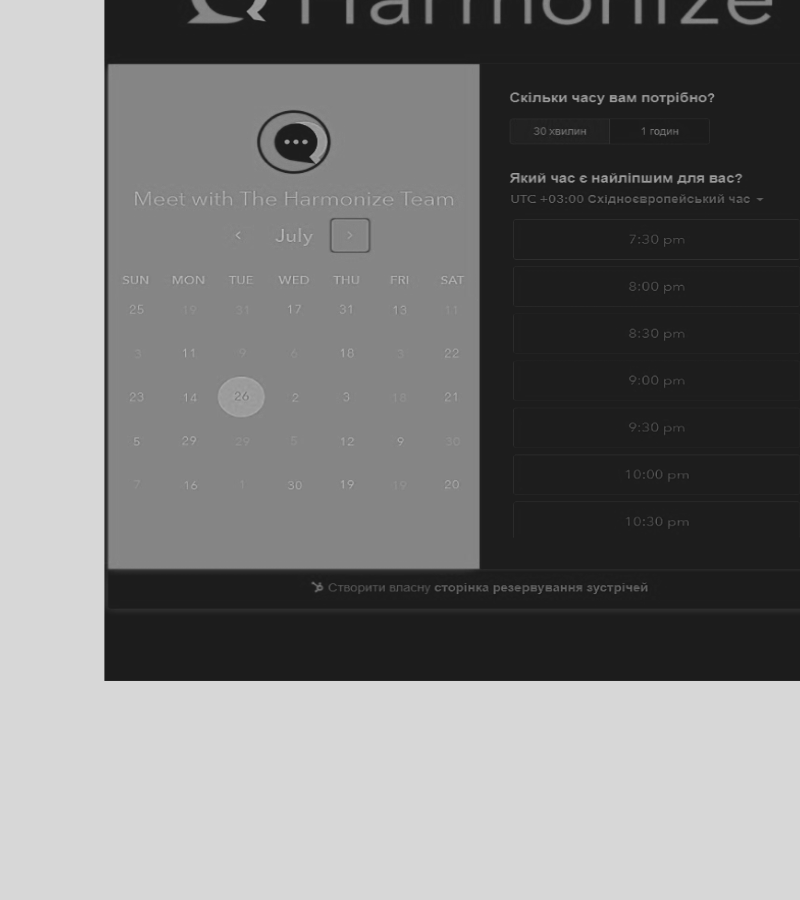 Harmonize
Meet with The Harmonize Team
July
SUN MON TUE WED THU FRI SAT
25 19 31 17 31 13 11
3 11 9 6 18 3 22
23 14 26 2 3 18 21
5 29 29 5 12 9 30
7 16 1 30 19 19 20
Скільки часу вам потрібно?
30 хвилин 1 годин
Який час є найліпшим для вас?
UTC +03:00 Східноєвропейський час
7:30 pm
8:00 pm
8:30 pm
9:00 pm
9:30 pm
10:00 pm
10:30 pm
Створити власну сторінка резервування зустрічей